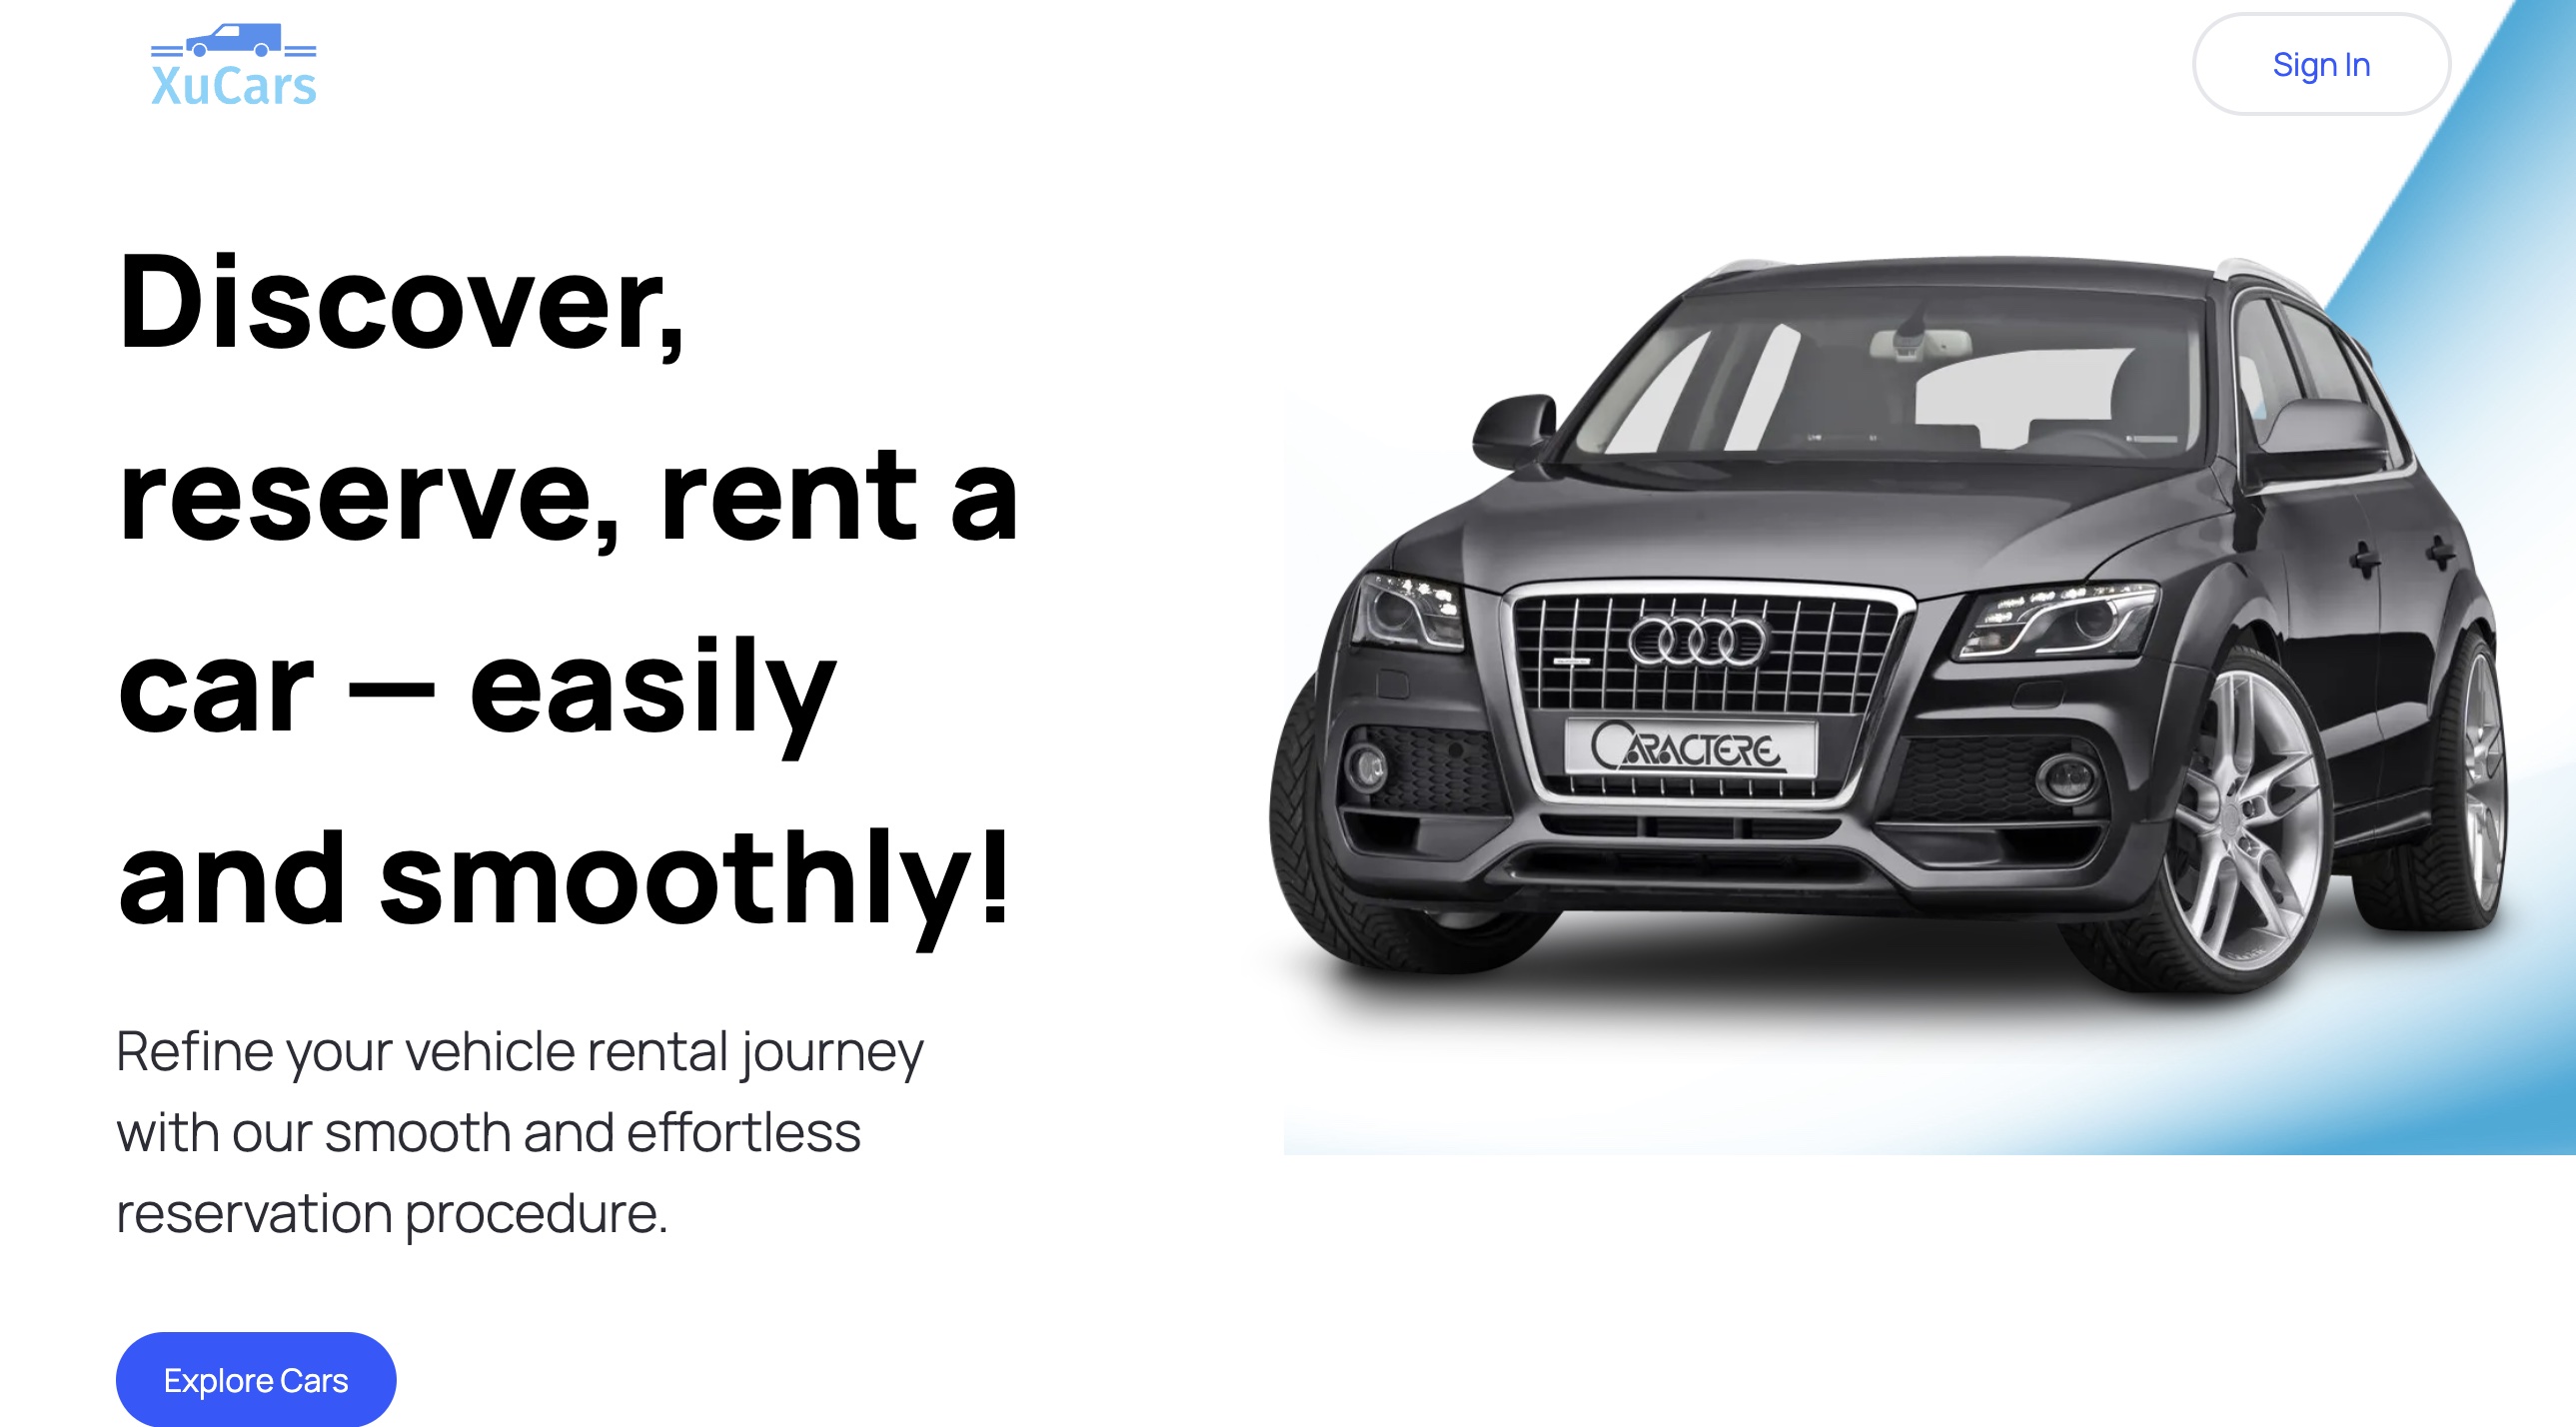 XuCars
Sign In
Discover,
reserve, rent a
car — easily
and smoothly!
CARACTERE
Refine your vehicle rental journey
with our smooth and effortless
reservation procedure.
Explore Cars